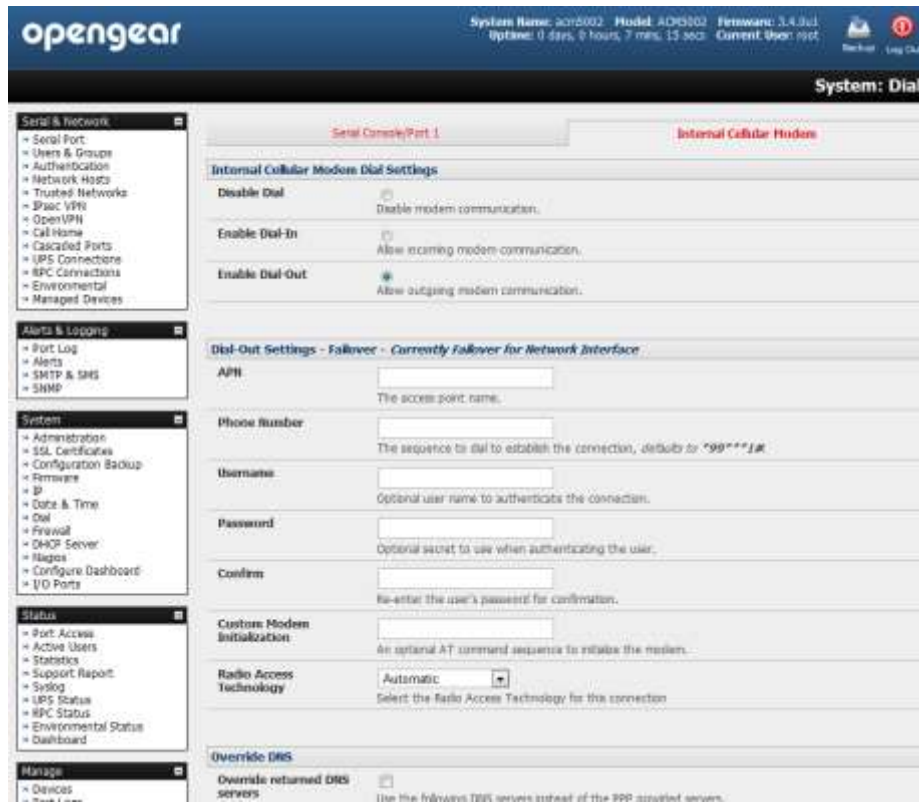 opengear
System Name: acm5002 Model: ACM5002 Firmware: 3.4.0u1
Uptime: 0 days, 0 hours, 7 mins, 15 secs Current User: root
Backup
Log Ou
System: Dial
Serial & Network
Serial Port
Users & Groups
Authentication
Network Hosts
Trusted Networks
IPsec VPN
OpenVPN
Call Home
Cascaded Ports
UPS Connections
RPC Connections
Environmental
Managed Devices
Alerts & Logging
Port Log
Alerts
SMTP & SMS
SNMP
System
Administration
SSL Certificates
Configuration Backup
Firmware
IP
Date & Time
Dial
Firewall
DHCP Server
Nagios
Configure Dashboard
I/O Ports
Status
Port Access
Active Users
Statistics
Support Report
Syslog
UPS Status
RPC Status
Environmental Status
Dashboard
Manage
Devices
Port Logs
Serial Console/Port 1
Internal Cellular Modem
Internal Cellular Modem Dial Settings
Disable Dial
Disable modem communication.
Enable Dial-In
Allow incoming modem communication.
Enable Dial-Out
Allow outgoing modem communication.
Dial-Out Settings - Failover - Currently Failover for Network Interface
APN
The access point name.
Phone Number
The sequence to dial to establish the connection, defaults to *99***1#.
Username
Optional user name to authenticate the connection.
Password
Optional secret to use when authenticating the user.
Confirm
Re-enter the user's password for confirmation.
Custom Modem
Initialization
An optional AT command sequence to initialize the modem.
Radio Access
Technology
Automatic
Select the Radio Access Technology for this connection
Override DNS
Override returned DNS
servers
Use the following DNS servers instead of the PPP provided servers.